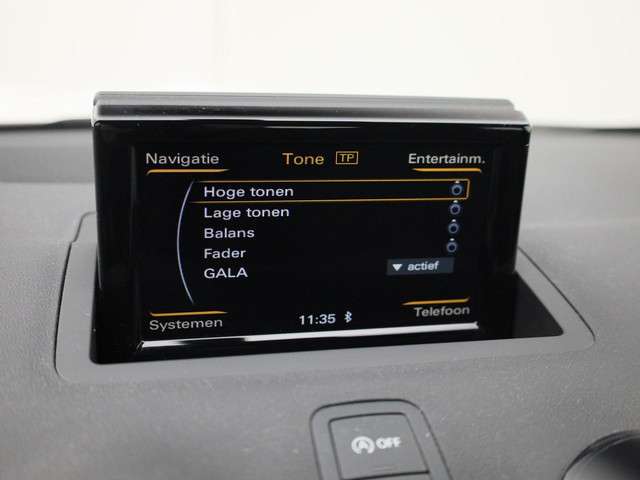 Navigatie Tone TP Entertainm.
Hoge tonen
Lage tonen
Balans
Fader
GALA actief
Systemen 11:35 Telefoon
A OFF